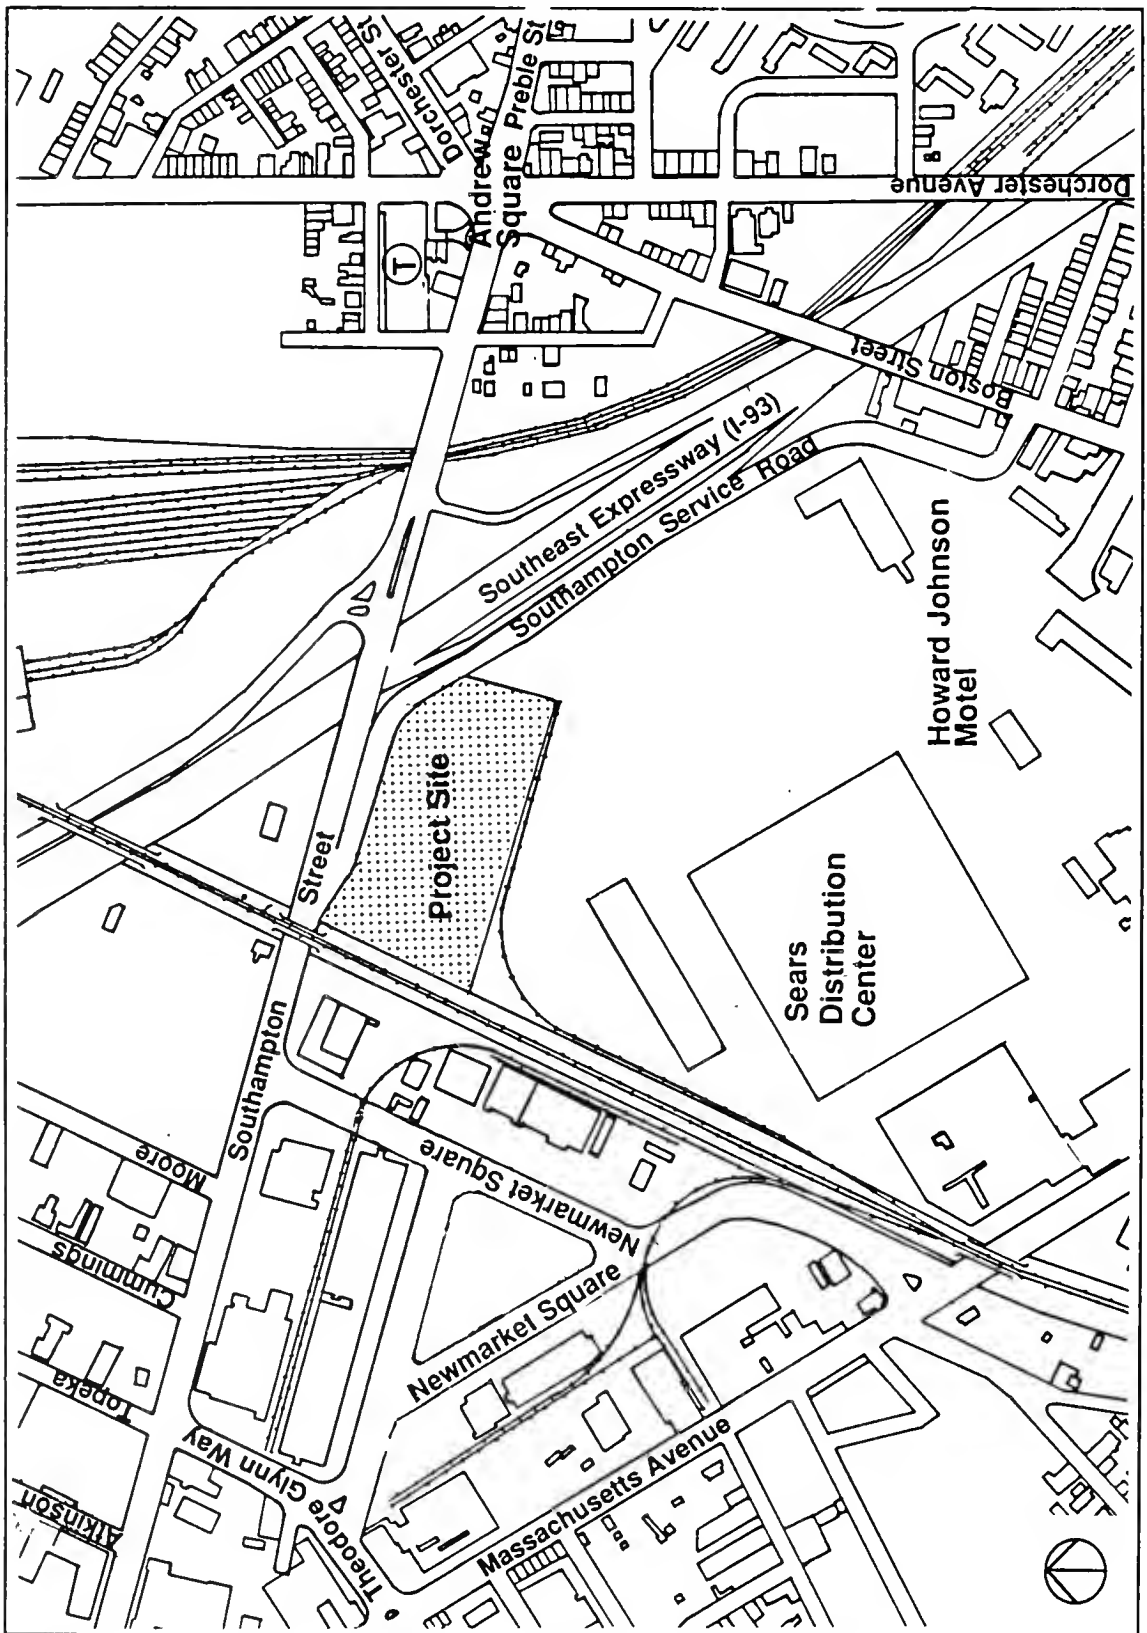 Dorchester St
Andrew
Square
Preble St
Dorchester Avenue
T
Boston Street
Southeast Expressway (I-93)
Southampton Service Road
Howard Johnson
Motel
Project Site
Street
Southampton
Sears
Distribution
Center
Moore
Cummings
Topeka
Atkinson
Newmarket Square
Newmarket Square
Theodore Glynn Way
Massachusetts Avenue